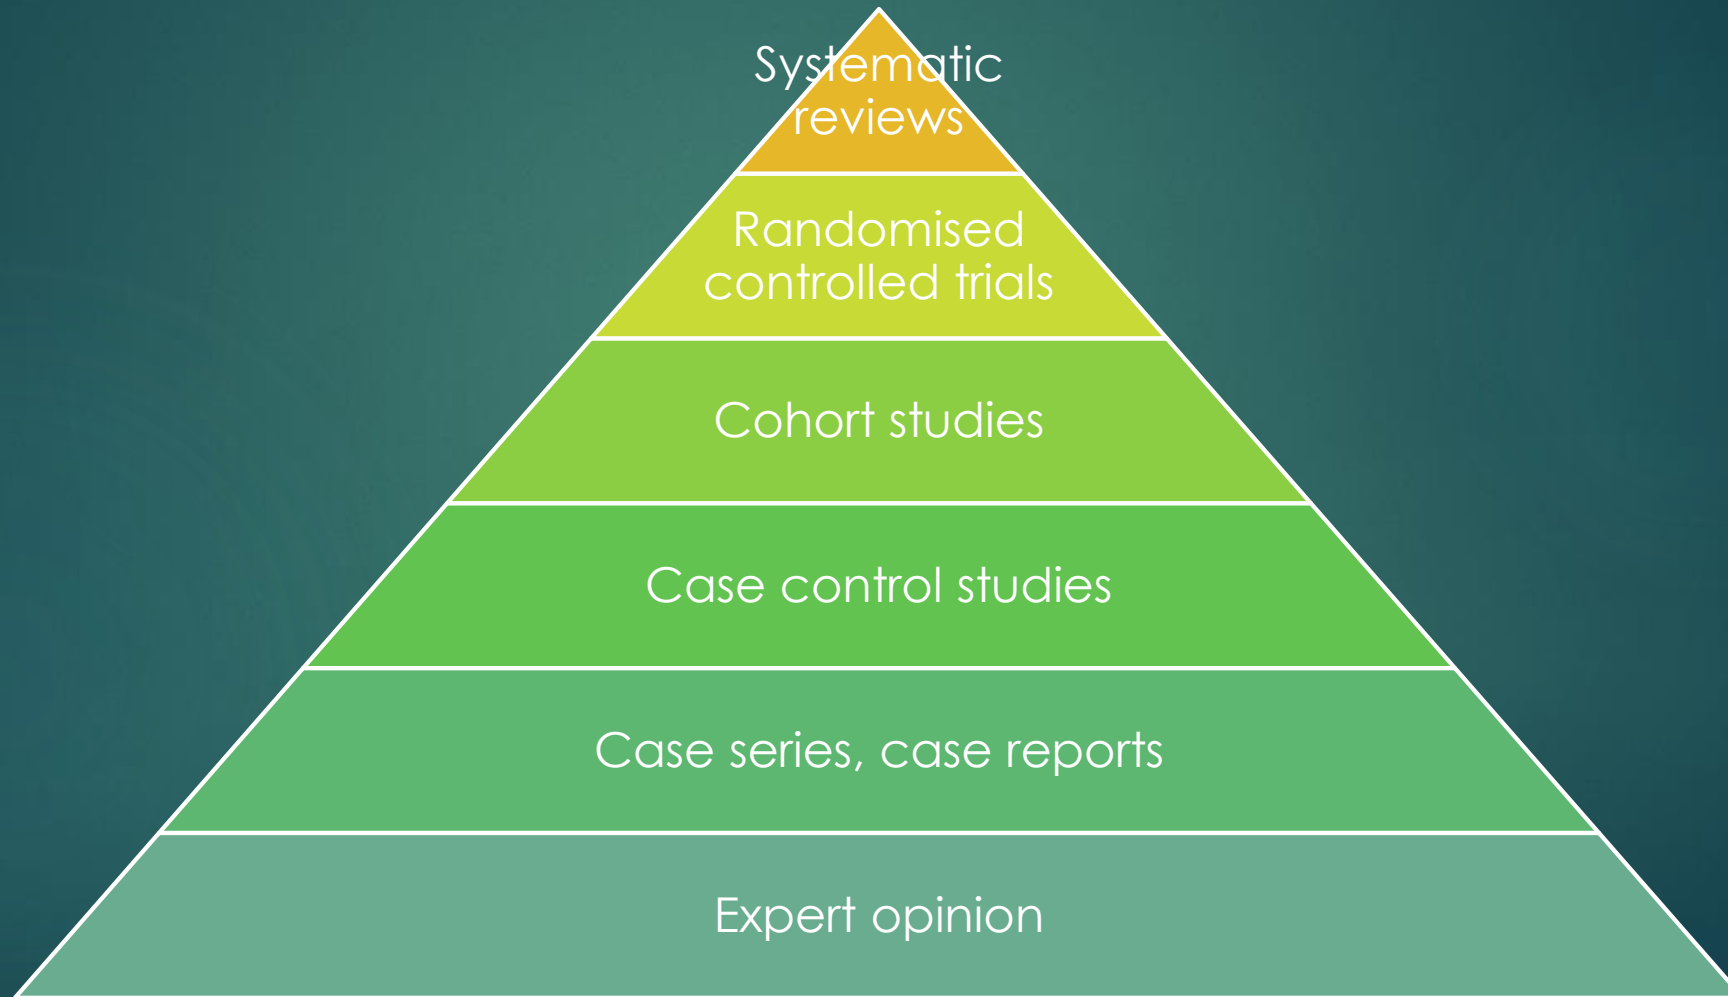 Systematic
reviews
Randomised
controlled trials
Cohort studies
Case control studies
Case series, case reports
Expert opinion